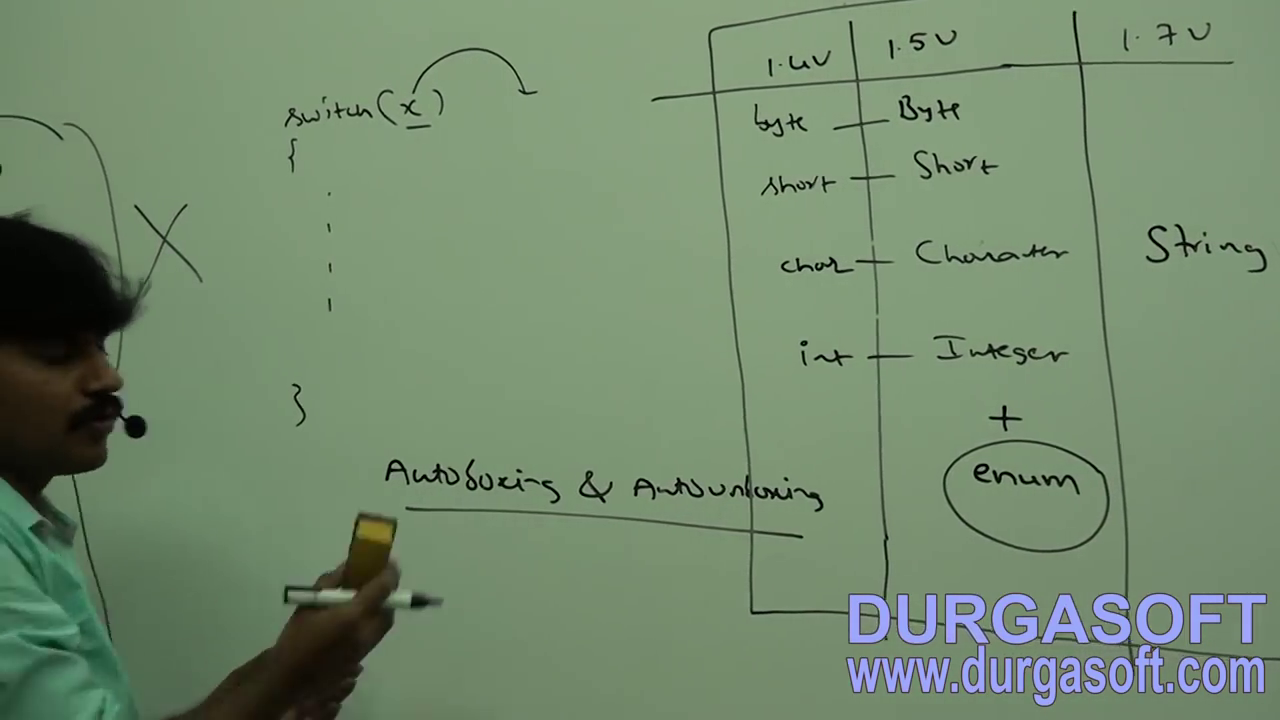 switch(x)
{
}
Autoboxing & Autounboxing
1.4V 1.5V 1.7V
byte Byte
short Short
char Character
String
int Integer
+
enum
DURGASOFT
www.durgasoft.com